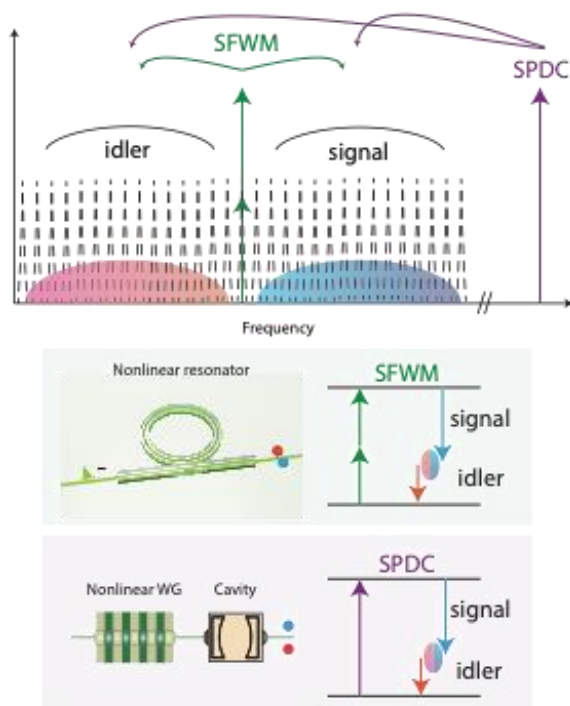 SFWM
SPDC
idler
signal
//
Frequency
Nonlinear resonator
SFWM
signal
idler
SPDC
Nonlinear WG
Cavity
signal
idler